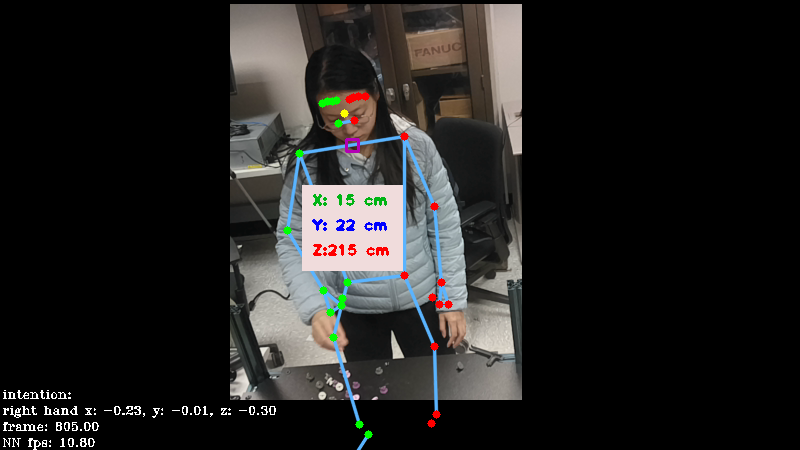 FANUC
X: 15 cm
Y: 22 cm
Z:215 cm
intention:
right hand x: -0.23, y: -0.01, z: -0.30
frame: 805.00
NN fps: 10.80